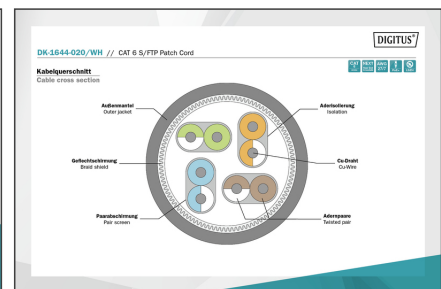 DIGITUS®
DK-1644-020/WH // CAT 6 S/FTP Patch Cord
Kabelquerschnitt
Cable cross section
Außenmantel
Outer jacket
Aderisolierung
Isolation
Geflechtschirmung
Braid shield
Cu-Draht
Cu-Wire
Paarabschirmung
Pair screen
Adernpaare
Twisted pair